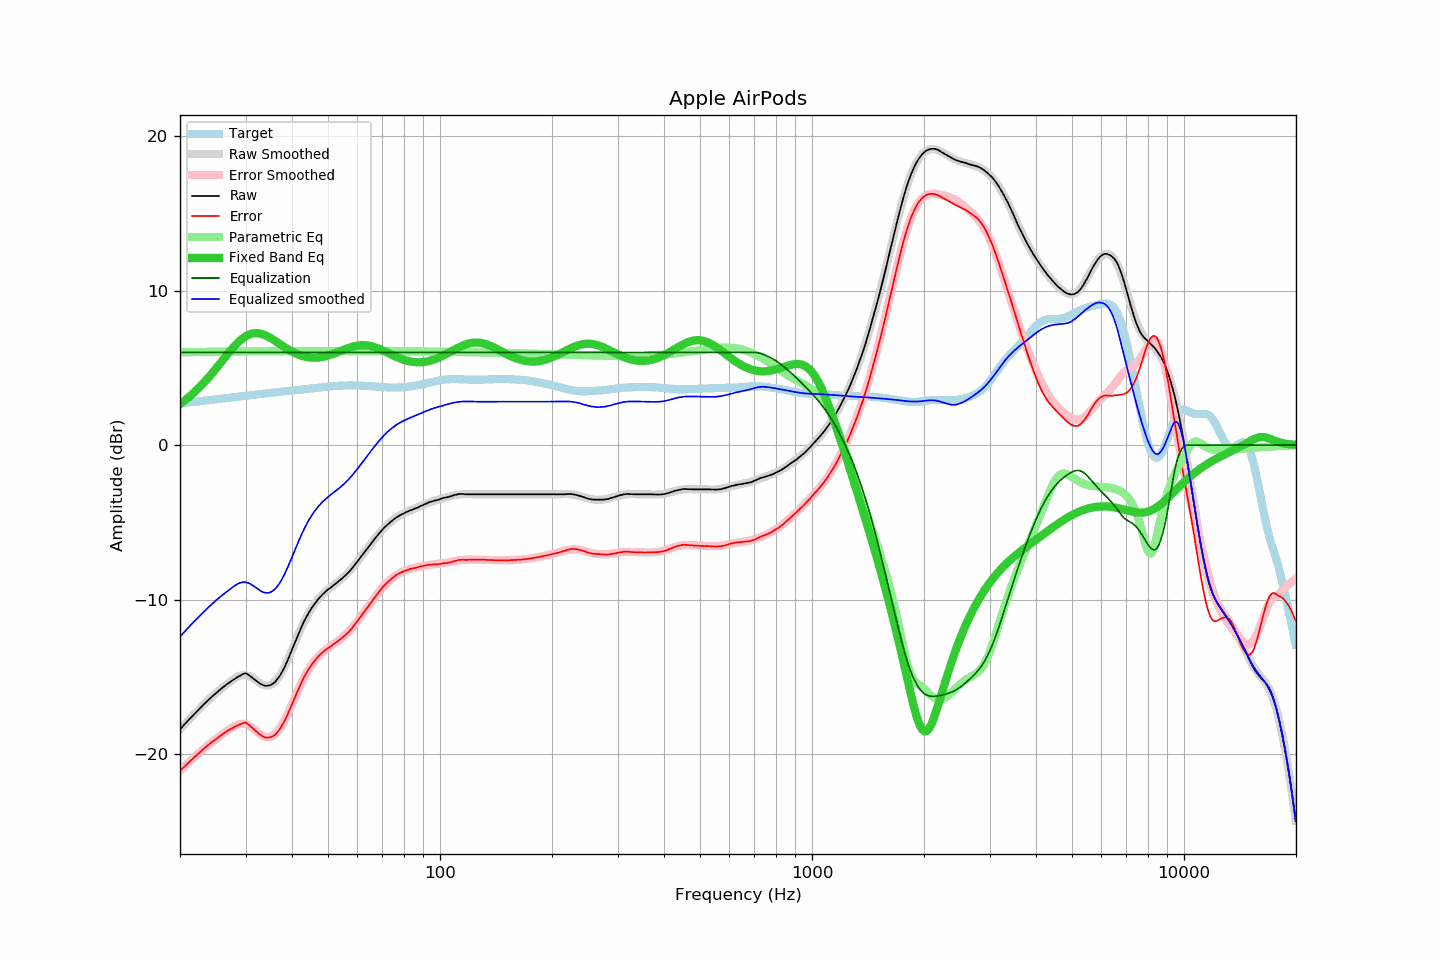 Apple AirPods
20
10
0
−10
−20
Amplitude (dBr)
Target
Raw Smoothed
Error Smoothed
Raw
Error
Parametric Eq
Fixed Band Eq
Equalization
Equalized smoothed
100
1000
10000
Frequency (Hz)